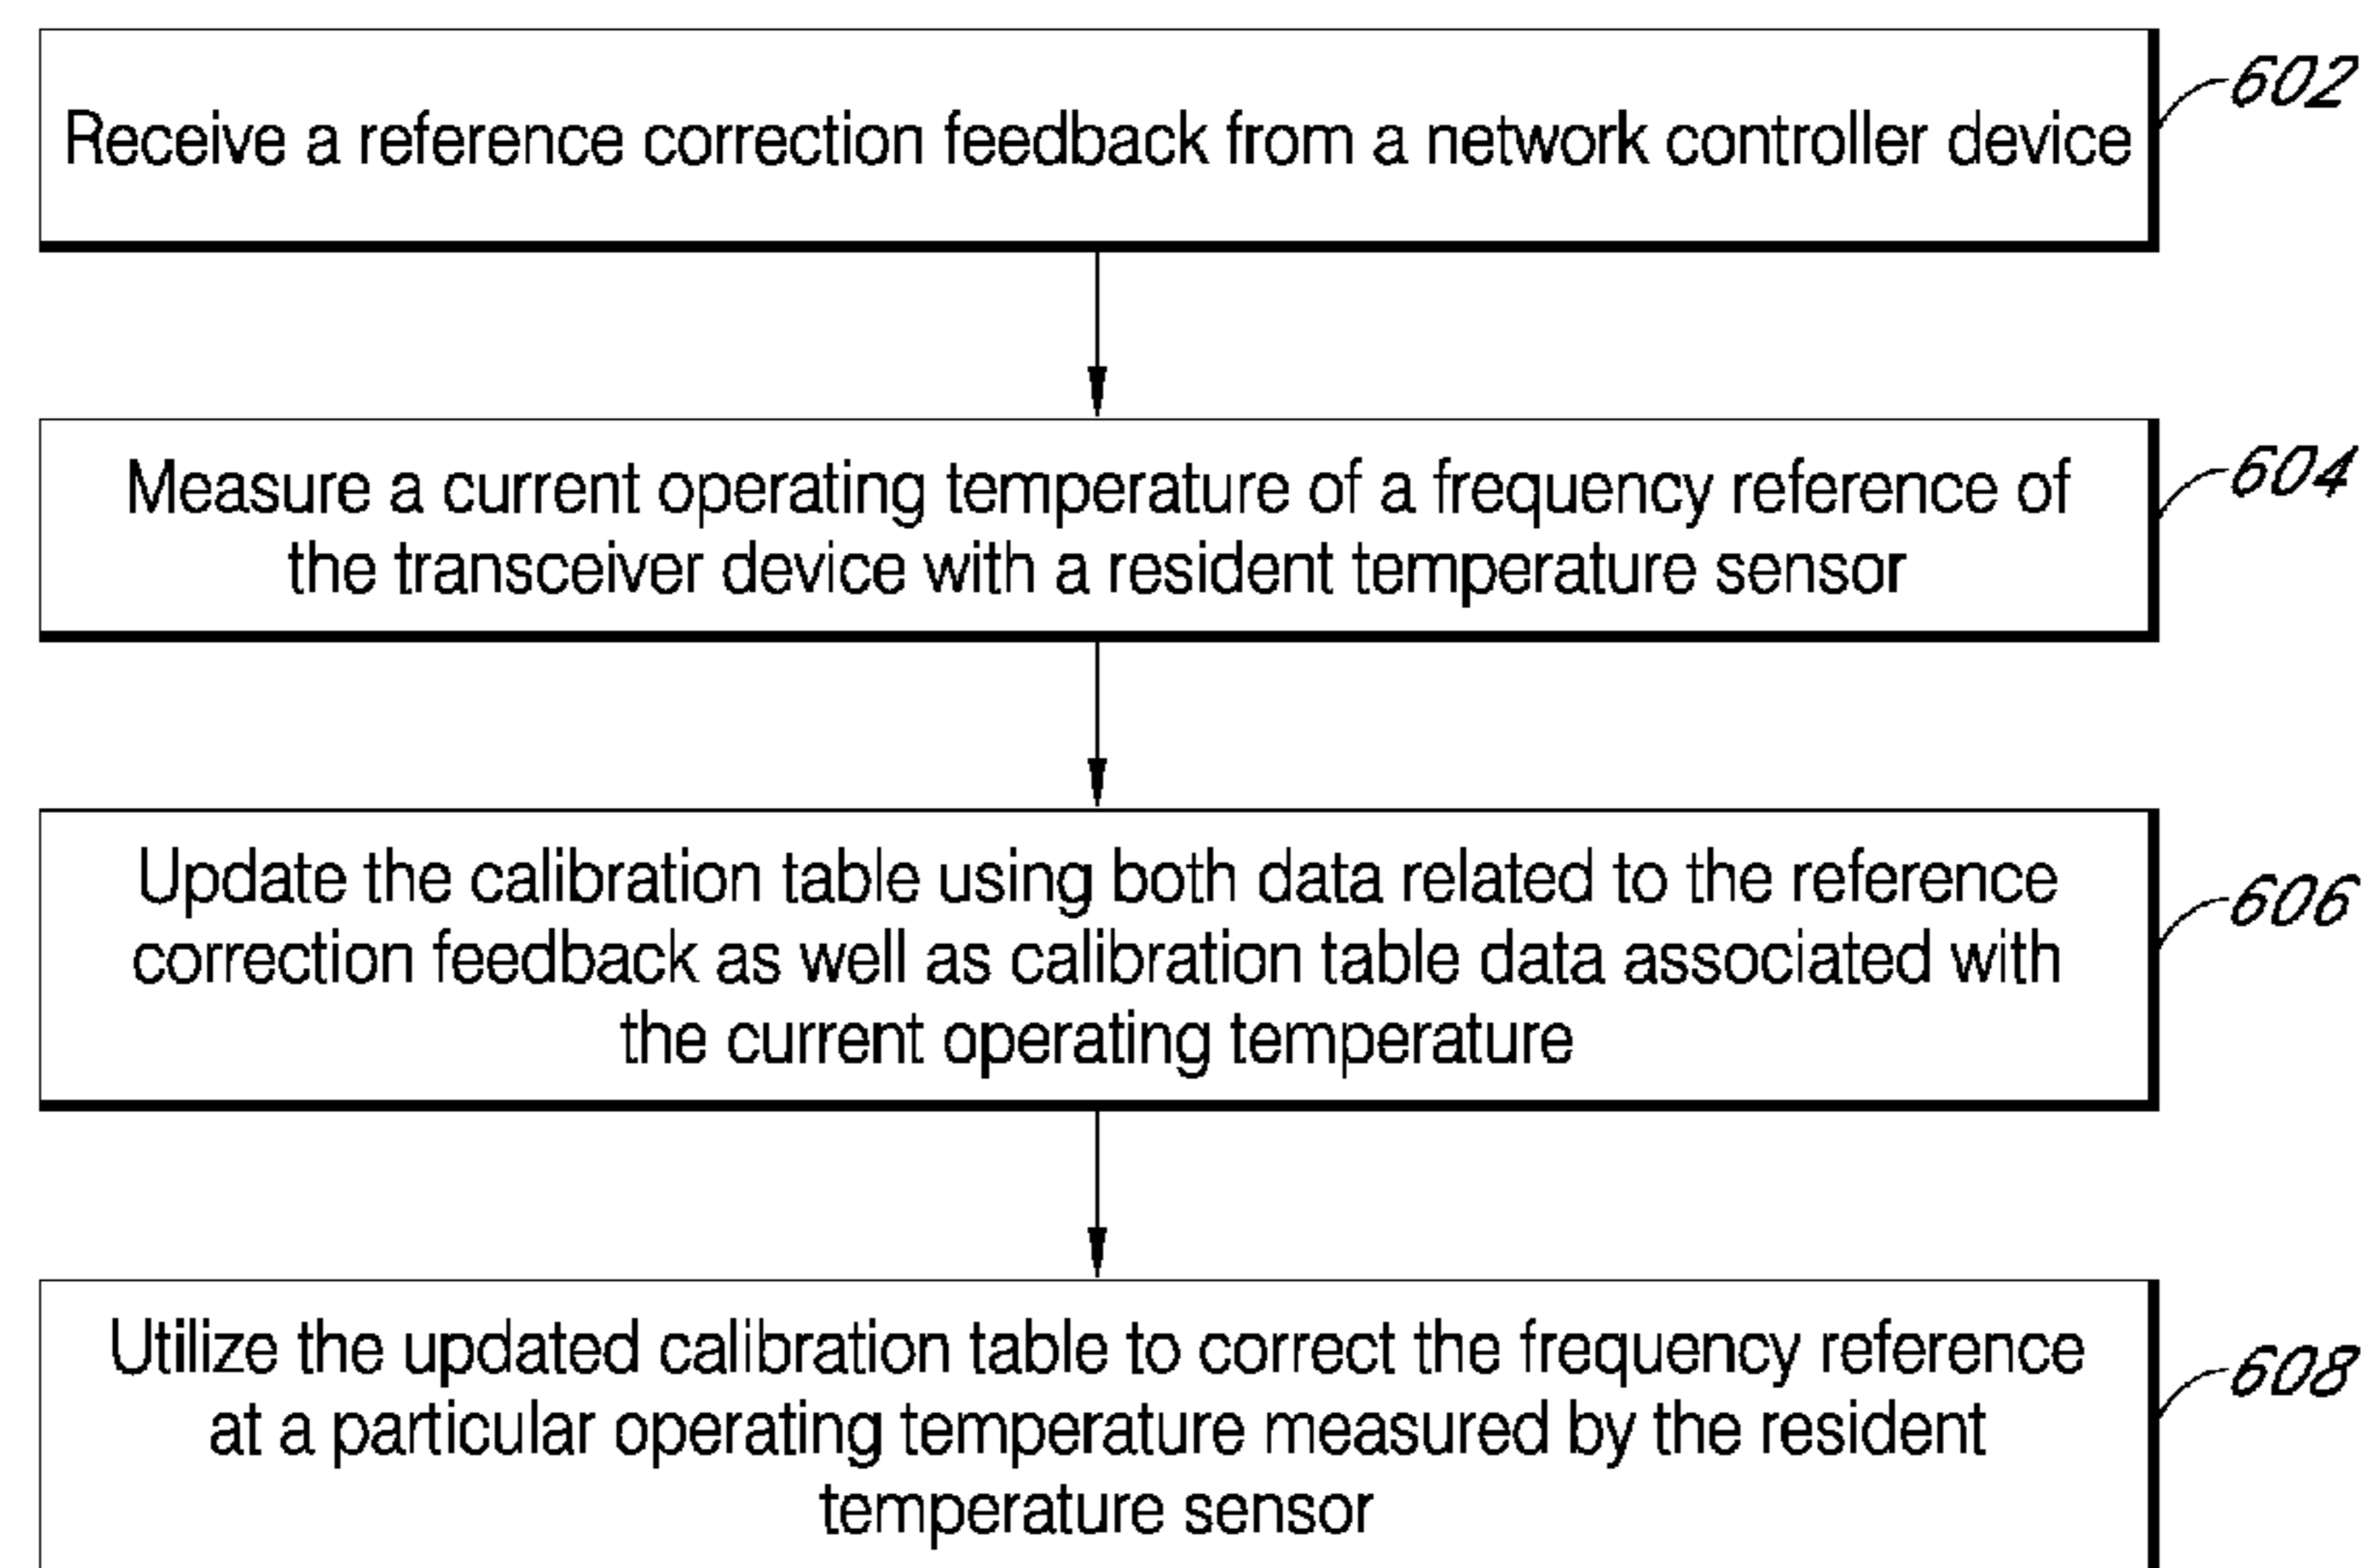 602
Receive a reference correction feedback from a network controller device
604
Measure a current operating temperature of a frequency reference of
the transceiver device with a resident temperature sensor
606
Update the calibration table using both data related to the reference
correction feedback as well as calibration table data associated with
the current operating temperature
608
Utilize the updated calibration table to correct the frequency reference
at a particular operating temperature measured by the resident
temperature sensor